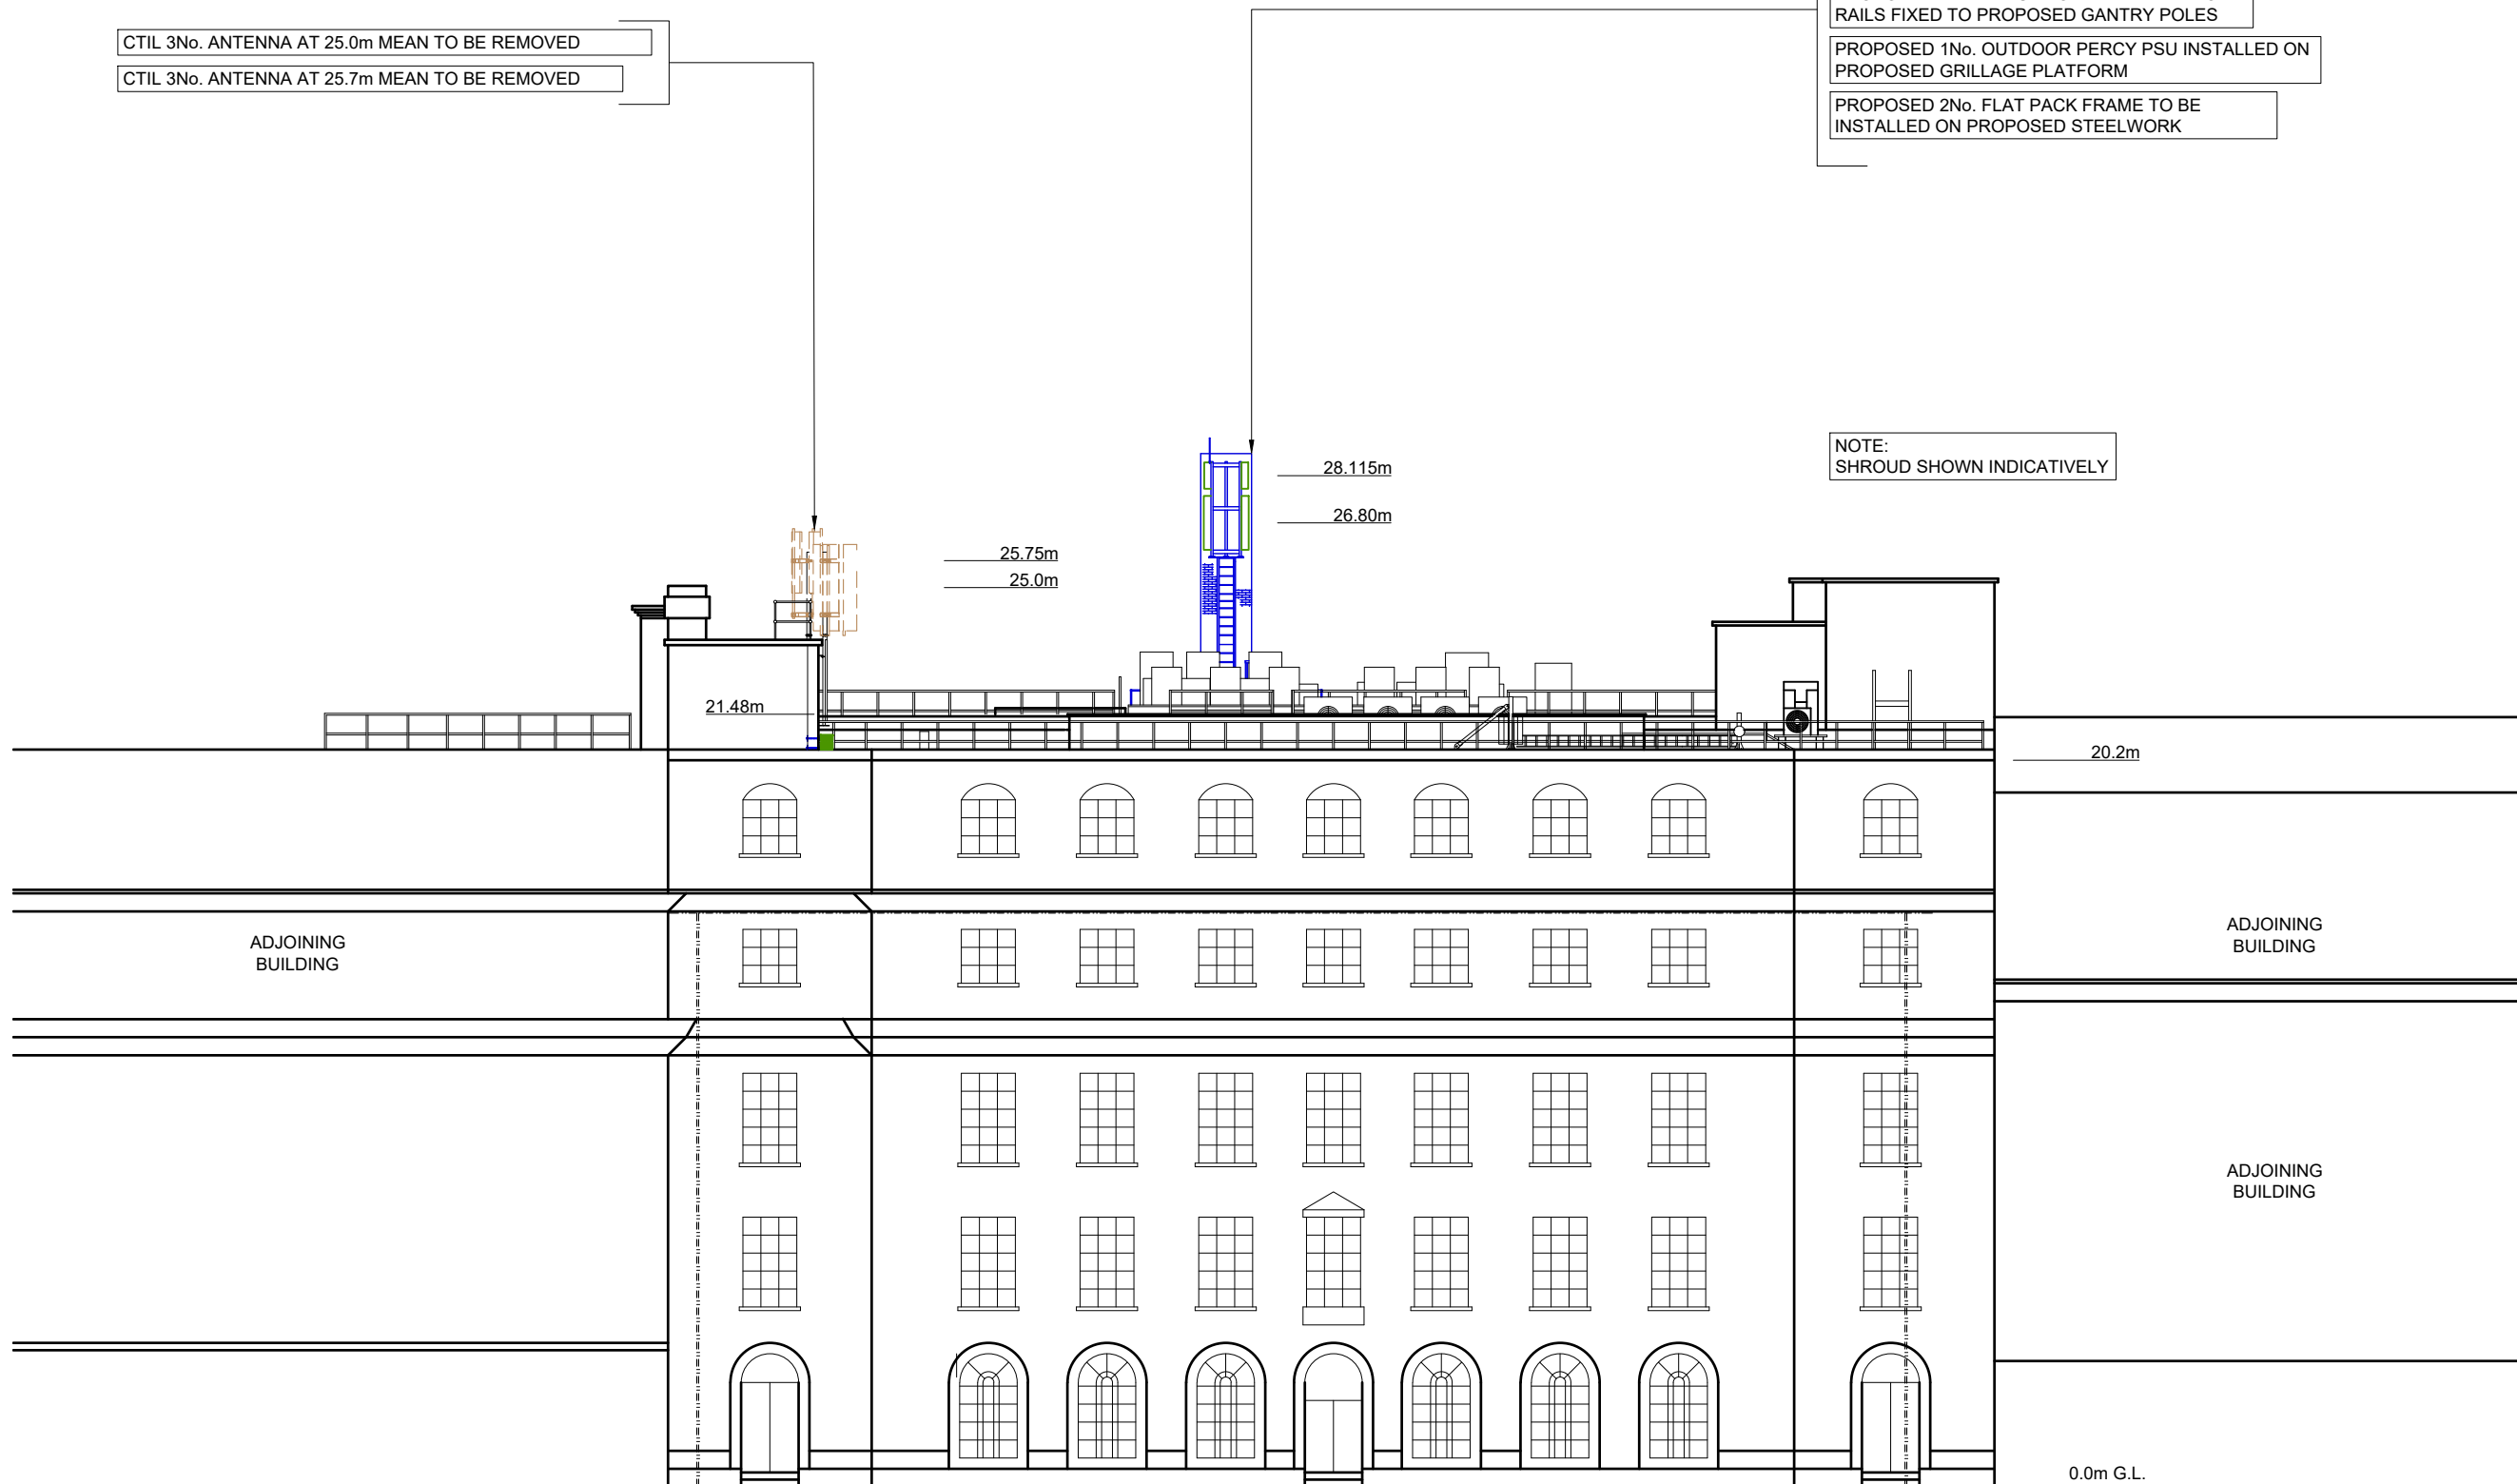 CTIL 3No. ANTENNA AT 25.0m MEAN TO BE REMOVED
CTIL 3No. ANTENNA AT 25.7m MEAN TO BE REMOVED
RAILS FIXED TO PROPOSED GANTRY POLES
PROPOSED 1No. OUTDOOR PERCY PSU INSTALLED ON
PROPOSED GRILLAGE PLATFORM
PROPOSED 2No. FLAT PACK FRAME TO BE
INSTALLED ON PROPOSED STEELWORK
NOTE:
SHROUD SHOWN INDICATIVELY
28.115m
26.80m
25.75m
25.0m
21.48m
20.2m
ADJOINING
BUILDING
ADJOINING
BUILDING
ADJOINING
BUILDING
0.0m G.L.